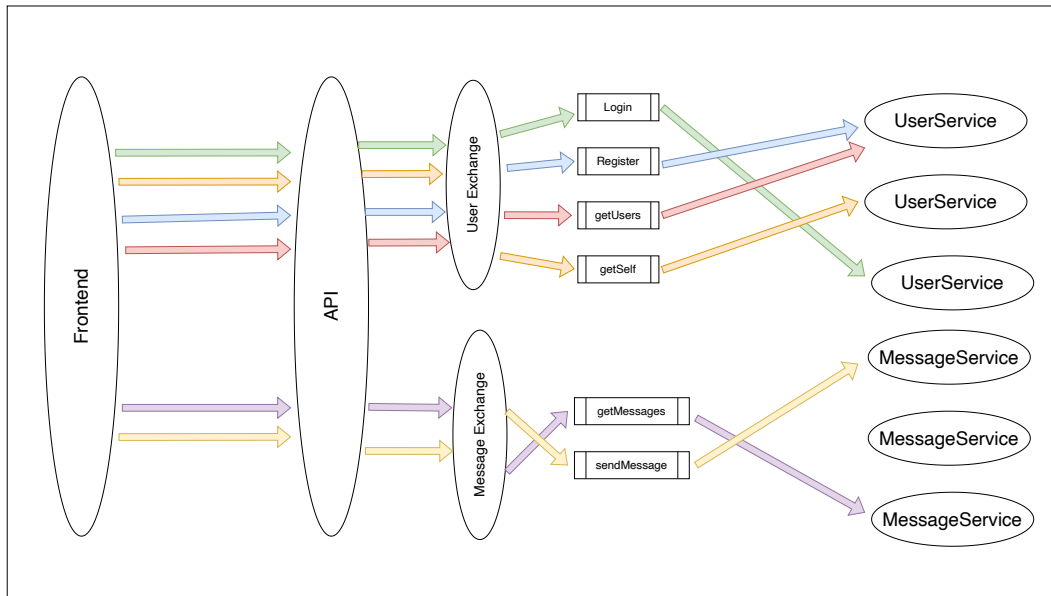 Frontend
API
User Exchange
Login
Register
getUsers
getSelf
UserService
UserService
UserService
Message Exchange
getMessages
sendMessage
MessageService
MessageService
MessageService